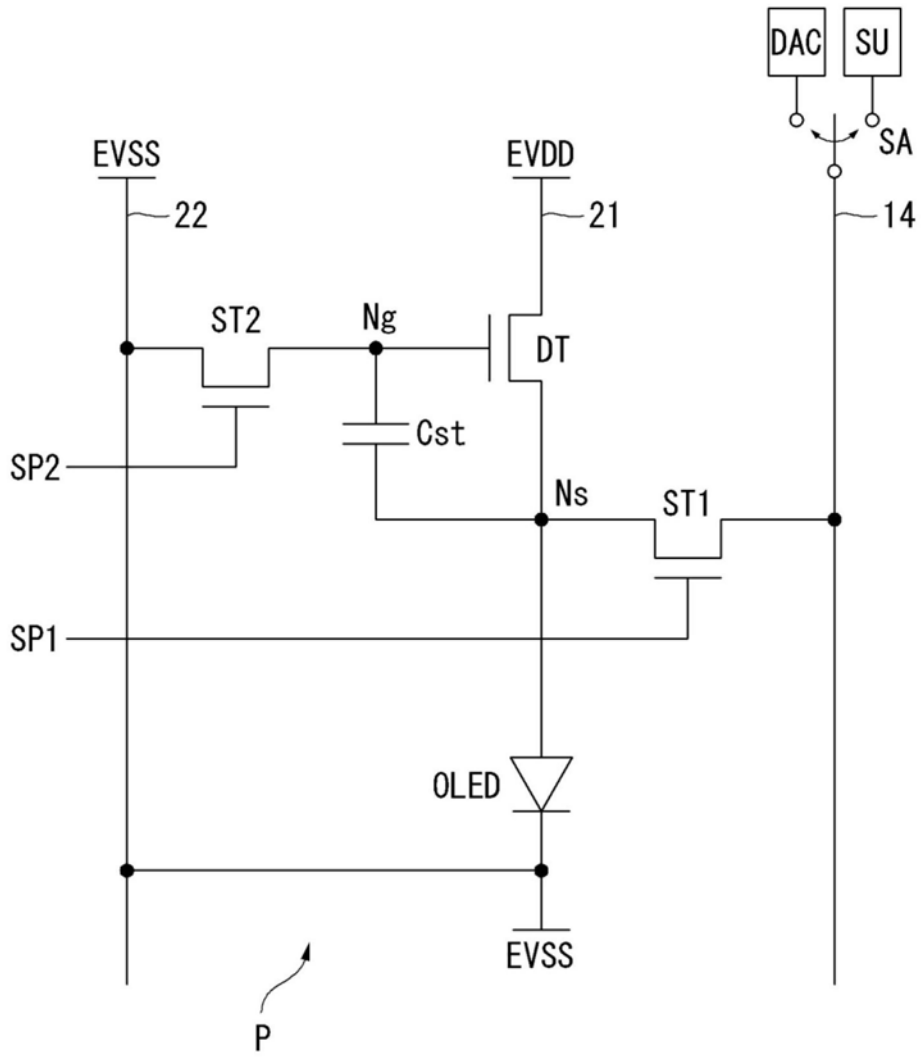 DAC SU
SA
EVSS EVDD
22 21 14
ST2 Ng DT
Cst
SP2
Ns ST1
SP1
OLED
EVSS
P